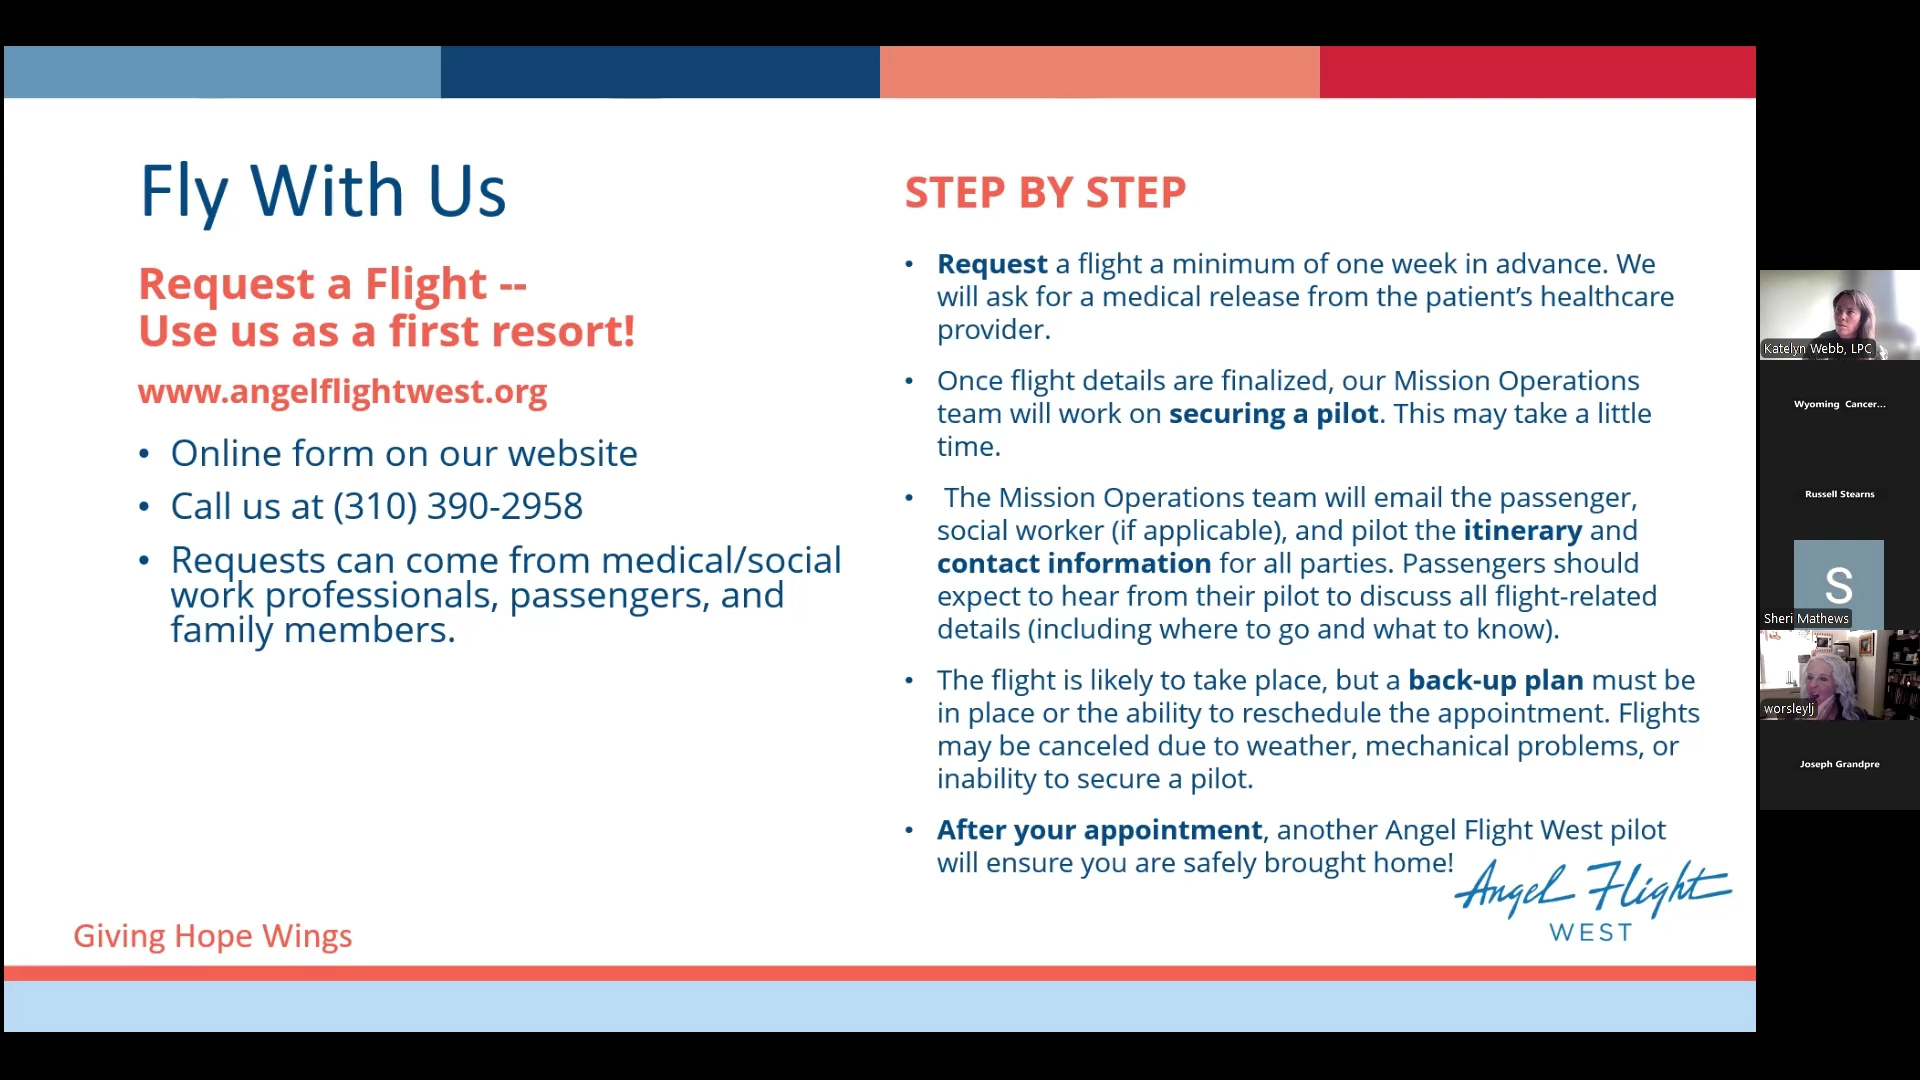 Fly With Us
Request a Flight --
Use us as a first resort!
www.angelflightwest.org
• Online form on our website
• Call us at (310) 390-2958
• Requests can come from medical/social
work professionals, passengers, and
family members.
Giving Hope Wings
STEP BY STEP
• Request a flight a minimum of one week in advance. We
will ask for a medical release from the patient’s healthcare
provider.
• Once flight details are finalized, our Mission Operations
team will work on securing a pilot. This may take a little
time.
• The Mission Operations team will email the passenger,
social worker (if applicable), and pilot the itinerary and
contact information for all parties. Passengers should
expect to hear from their pilot to discuss all flight-related
details (including where to go and what to know).
• The flight is likely to take place, but a back-up plan must be
in place or the ability to reschedule the appointment. Flights
may be canceled due to weather, mechanical problems, or
inability to secure a pilot.
• After your appointment, another Angel Flight West pilot
will ensure you are safely brought home!
Angel Flight
WEST
Katelyn Webb, LPC
Wyoming Cancer...
Russell Stearns
S
Sheri Mathews
worsleylj
Joseph Grandpre